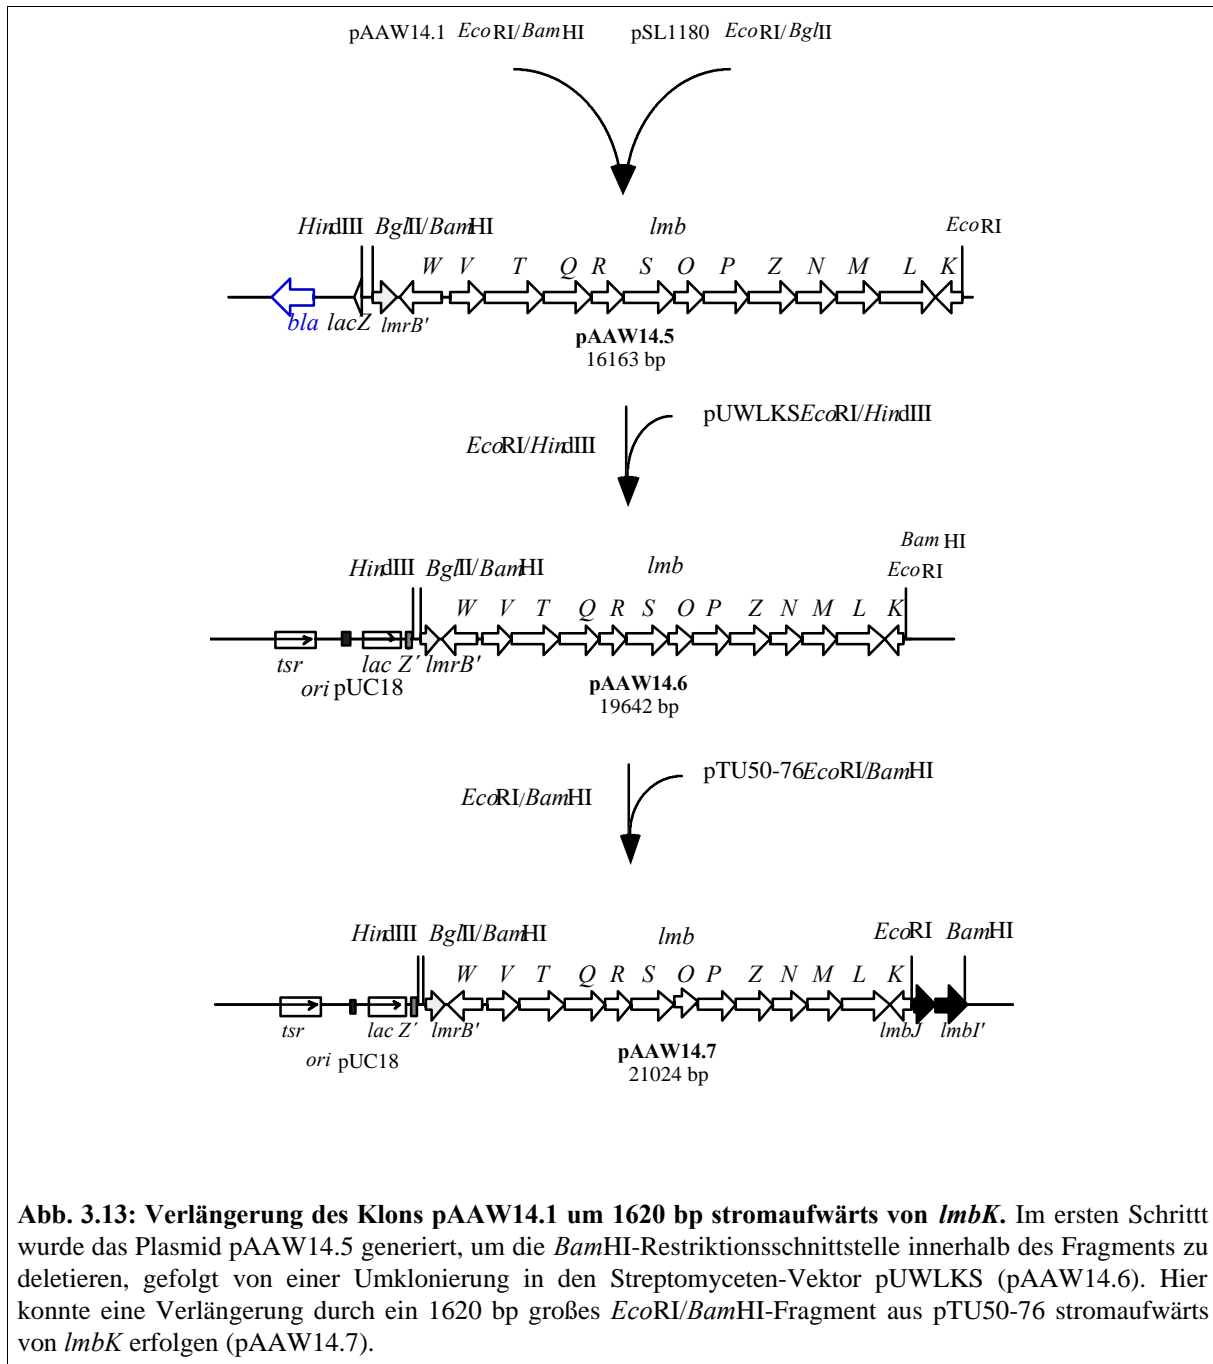 pAAW14.1 EcoRI/BamHI pSL1180 EcoRI/BglII
HindIII BglII/BamHI lmb EcoRI
W V T Q R S O P Z N M L K
bla lacZ lmrB'
pAAW14.5
16163 bp
pUWLKSEcoRI/HindIII
EcoRI/HindIII
Bam HI
HindIII BglII/BamHI lmb EcoRI
W V T Q R S O P Z N M L K
tsr lac Z´ lmrB'
ori pUC18
pAAW14.6
19642 bp
pTU50-76EcoRI/BamHI
EcoRI/BamHI
HindIII BglII/BamHI lmb EcoRI BamHI
W V T Q R S O P Z N M L K
tsr lac Z´ lmrB' lmbJ lmbI'
ori pUC18
pAAW14.7
21024 bp
Abb. 3.13: Verlängerung des Klons pAAW14.1 um 1620 bp stromaufwärts von lmbK. Im ersten Schrittt
wurde das Plasmid pAAW14.5 generiert, um die BamHI-Restriktionsschnittstelle innerhalb des Fragments zu
deletieren, gefolgt von einer Umklonierung in den Streptomyceten-Vektor pUWLKS (pAAW14.6). Hier
konnte eine Verlängerung durch ein 1620 bp großes EcoRI/BamHI-Fragment aus pTU50-76 stromaufwärts
von lmbK erfolgen (pAAW14.7).